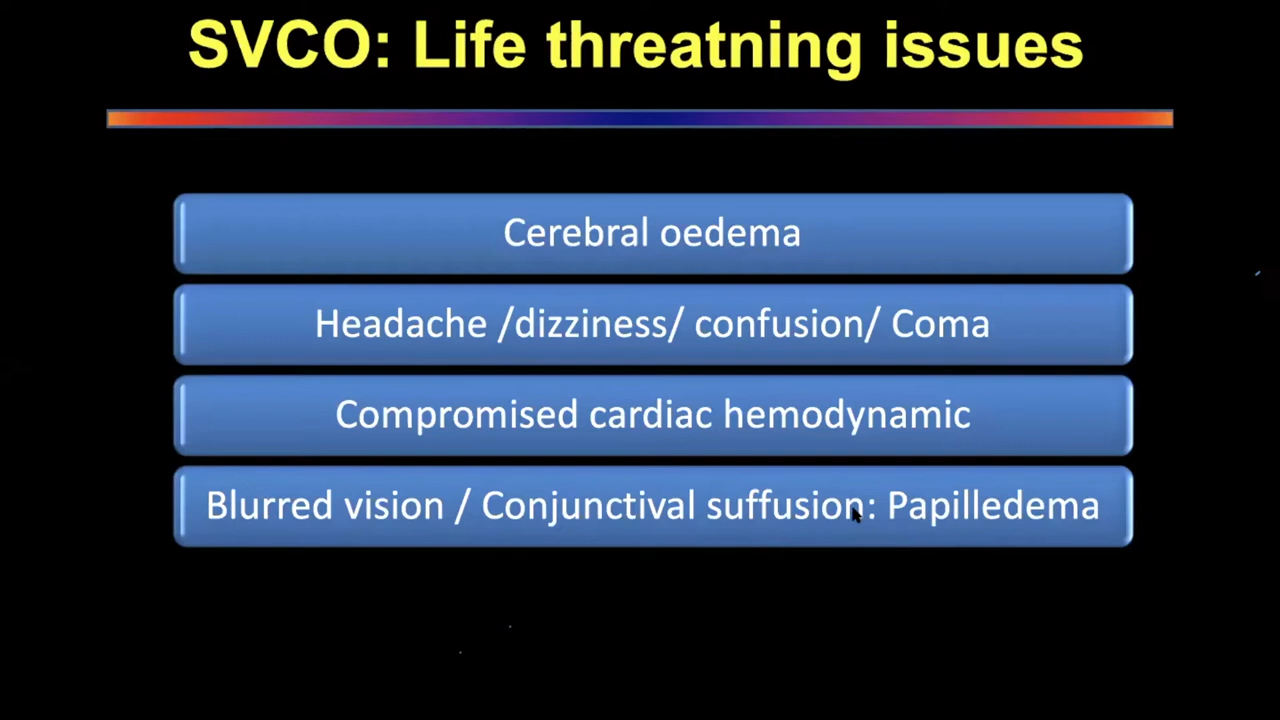 SVCO: Life threatning issues
Cerebral oedema
Headache /dizziness/ confusion/ Coma
Compromised cardiac hemodynamic
Blurred vision / Conjunctival suffusion: Papilledema